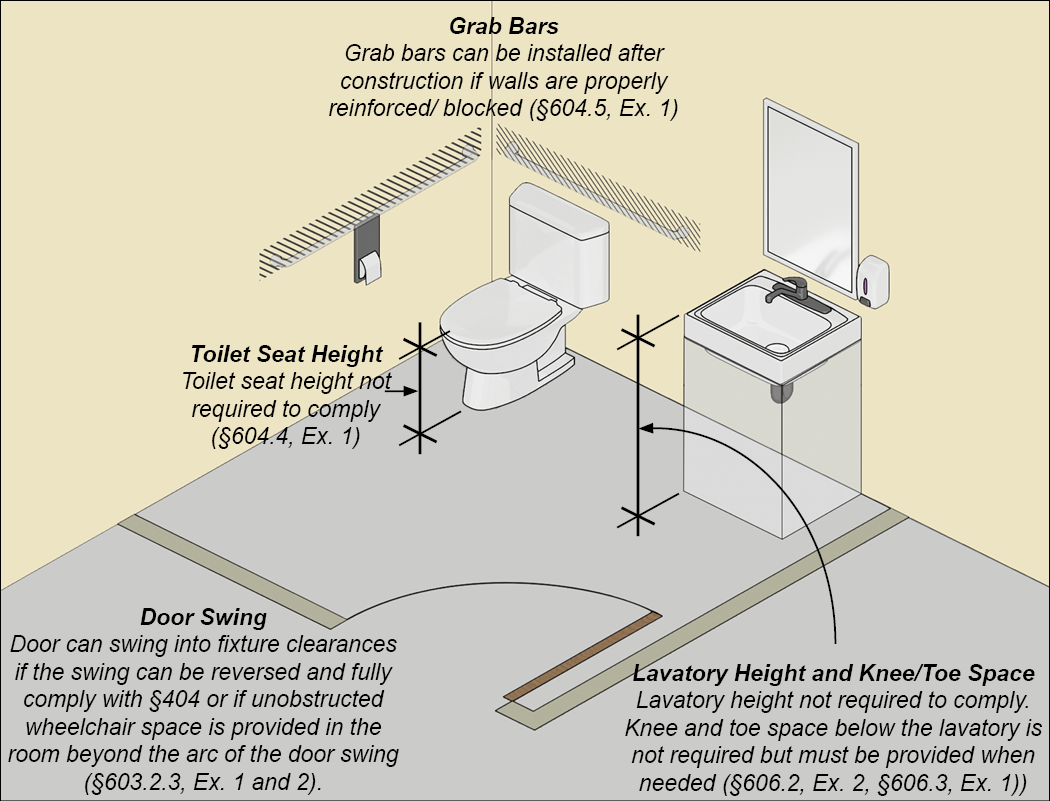 Grab Bars
Grab bars can be installed after
construction if walls are properly
reinforced/ blocked (§604.5, Ex. 1)
Toilet Seat Height
Toilet seat height not
required to comply
(§604.4, Ex. 1)
Door Swing
Door can swing into fixture clearances
if the swing can be reversed and fully
comply with §404 or if unobstructed
wheelchair space is provided in the
room beyond the arc of the door swing
(§603.2.3, Ex. 1 and 2).
Lavatory Height and Knee/Toe Space
Lavatory height not required to comply.
Knee and toe space below the lavatory is
not required but must be provided when
needed (§606.2, Ex. 2, §606.3, Ex. 1))